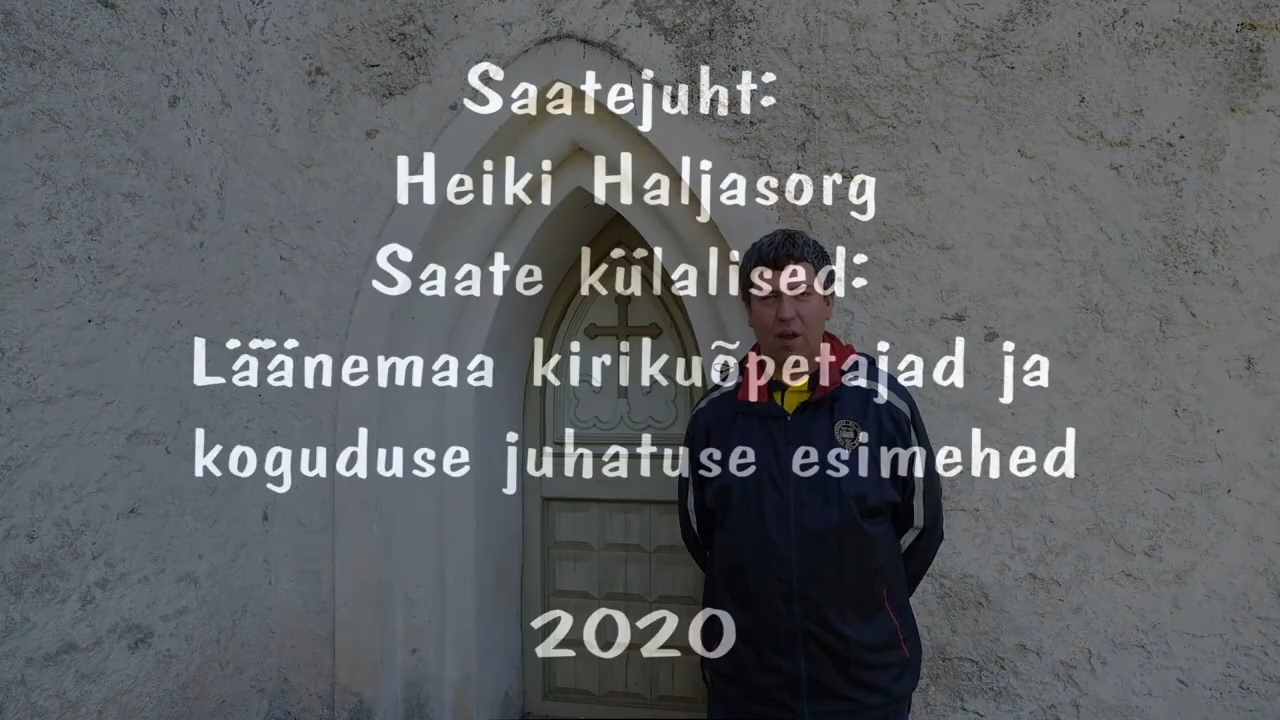 Saatejuht:
Heiki Haljasorg
Saate külalised:
Läänemaa kirikuõpetajad ja
koguduse juhatuse esimehed
2020